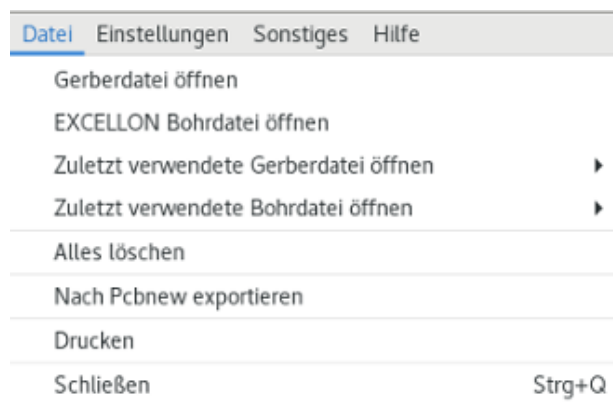 Datei Einstellungen Sonstiges Hilfe
Gerberdatei öffnen
EXCELLON Bohrdatei öffnen
Zuletzt verwendete Gerberdatei öffnen
Zuletzt verwendete Bohrdatei öffnen
Alles löschen
Nach Pcbnew exportieren
Drucken
Schließen Strg+Q